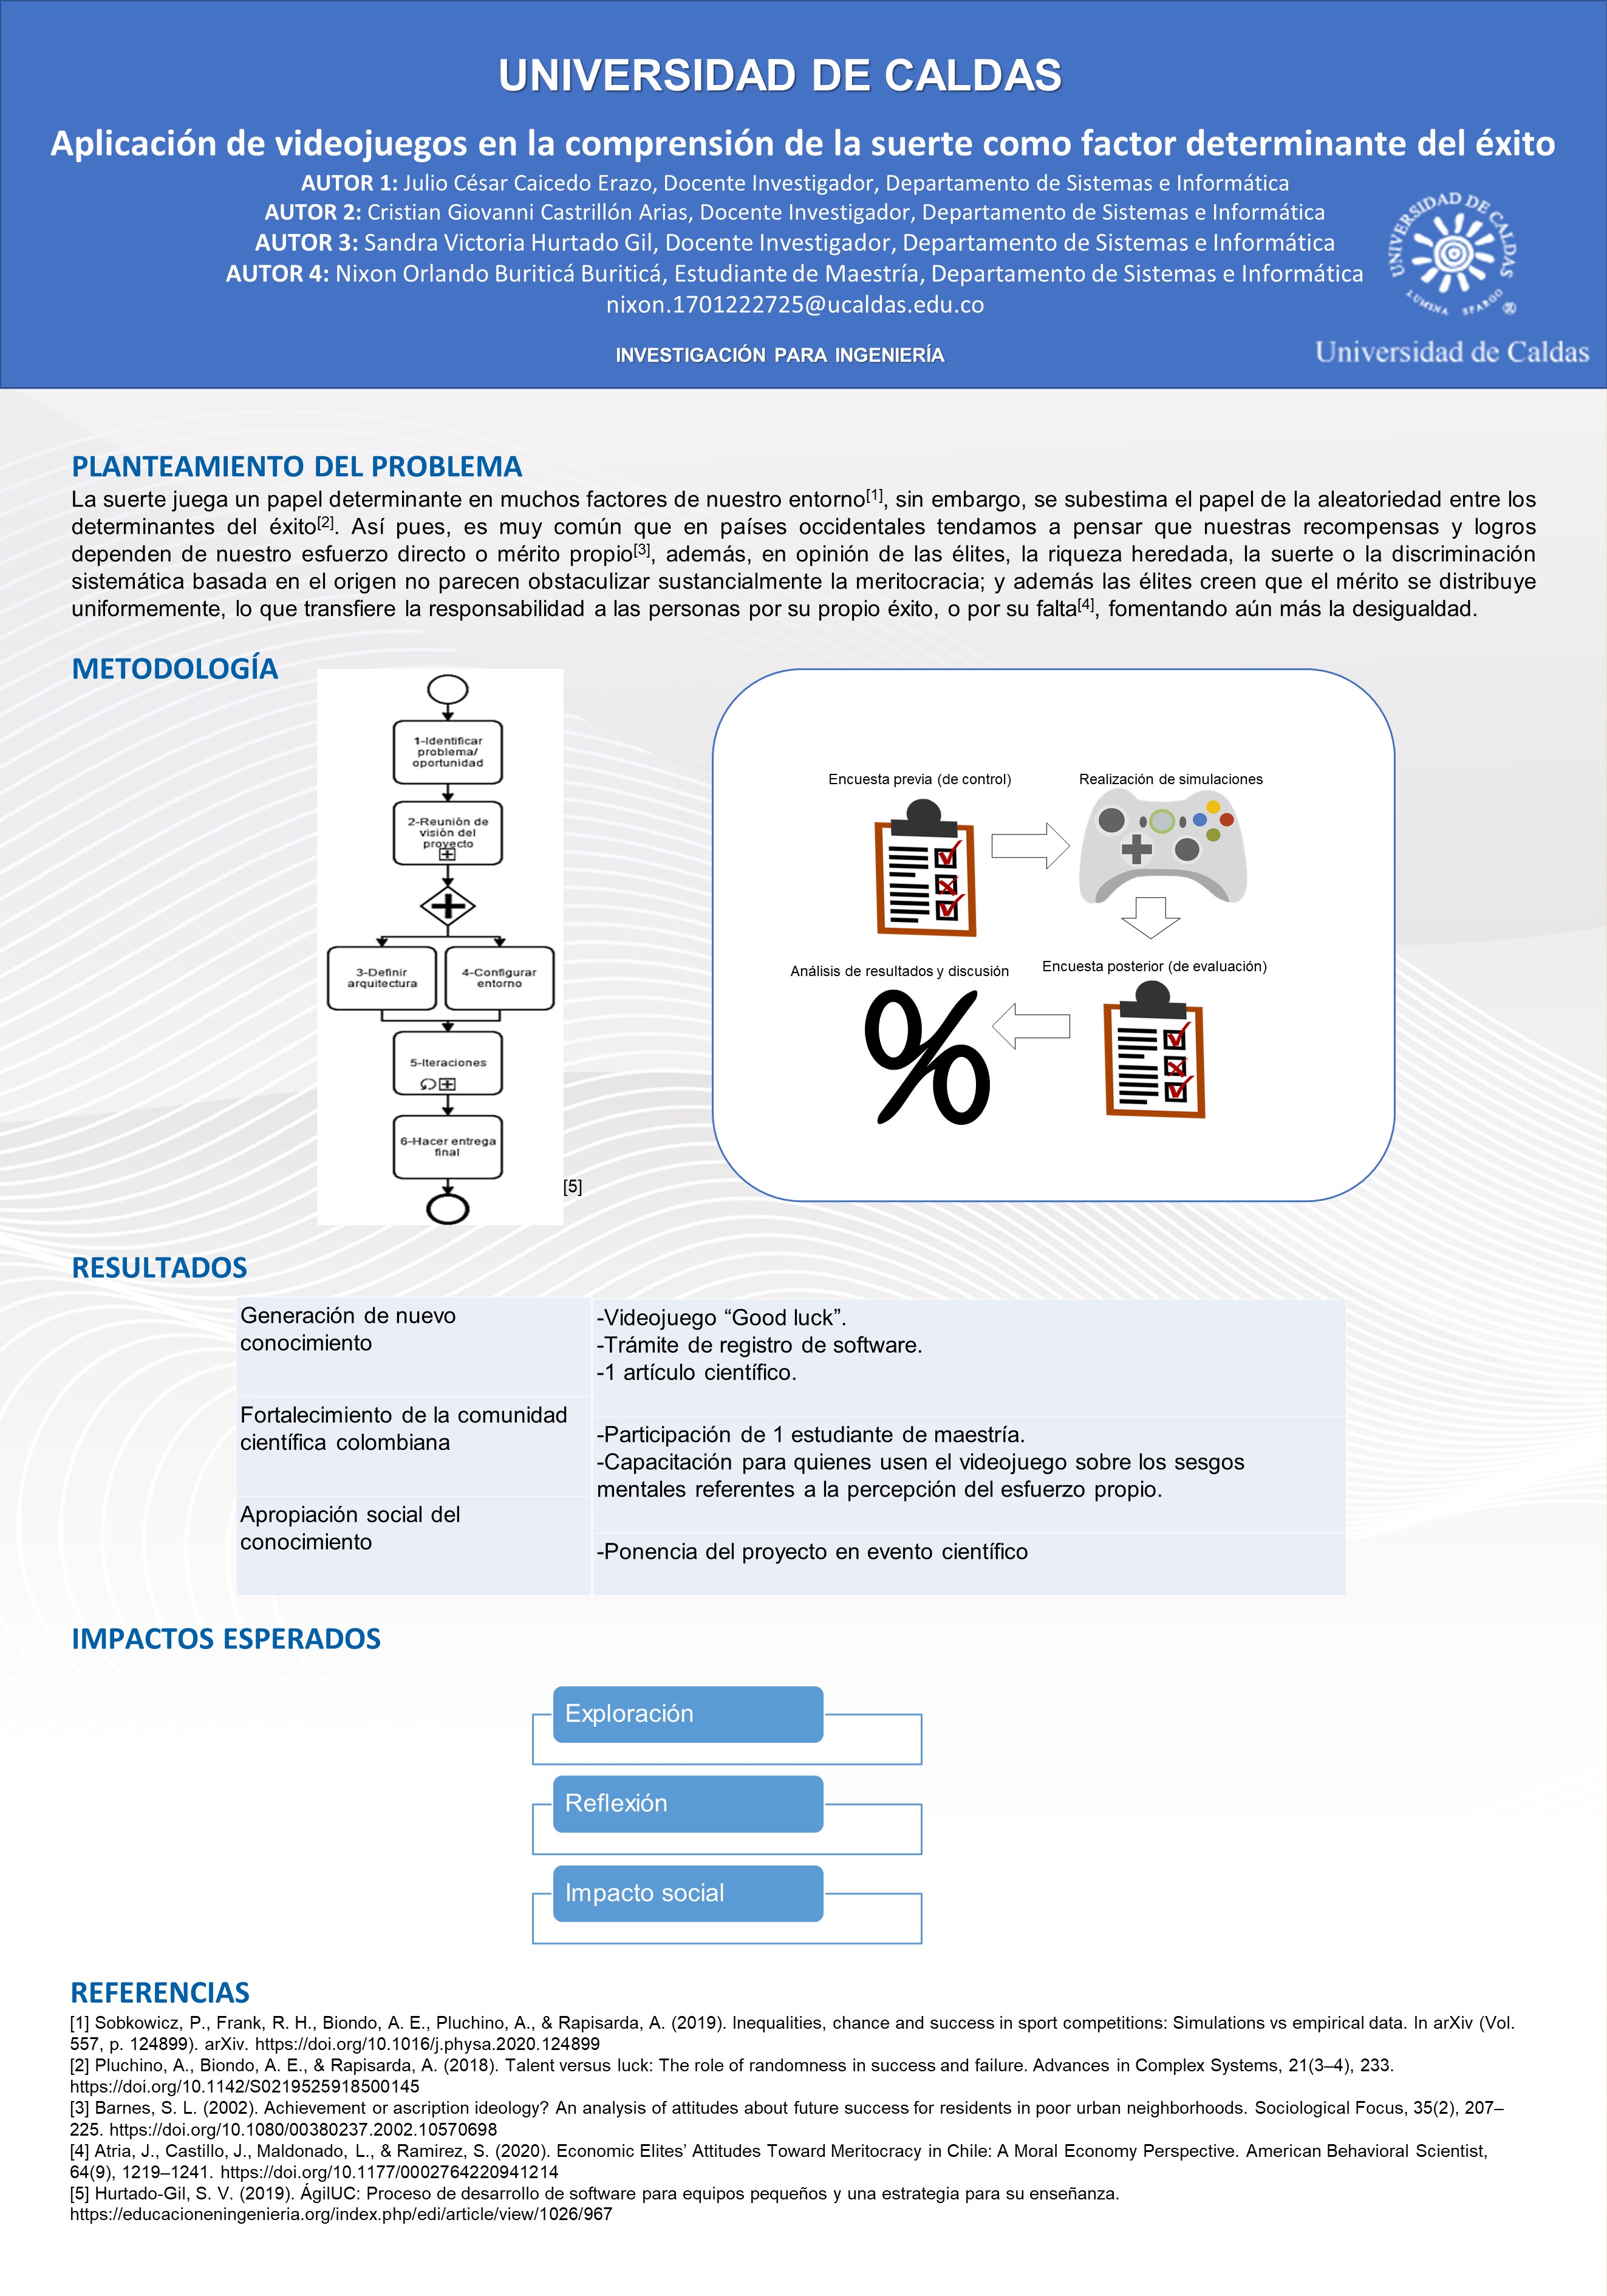 UNIVERSIDAD DE CALDAS
Aplicación de videojuegos en la comprensión de la suerte como factor determinante del éxito
AUTOR 1: Julio César Caicedo Erazo, Docente Investigador, Departamento de Sistemas e Informática
AUTOR 2: Cristian Giovanni Castrillón Arias, Docente Investigador, Departamento de Sistemas e Informática
AUTOR 3: Sandra Victoria Hurtado Gil, Docente Investigador, Departamento de Sistemas e Informática
AUTOR 4: Nixon Orlando Buriticá Buriticá, Estudiante de Maestría, Departamento de Sistemas e Informática
nixon.1701222725@ucaldas.edu.co
INVESTIGACIÓN PARA INGENIERÍA
UNIVERSIDAD DE CALDAS
LUMINA SPARGO
®
Universidad de Caldas
PLANTEAMIENTO DEL PROBLEMA
La suerte juega un papel determinante en muchos factores de nuestro entorno[1], sin embargo, se subestima el papel de la aleatoriedad entre los
determinantes del éxito[2]. Así pues, es muy común que en países occidentales tendamos a pensar que nuestras recompensas y logros
dependen de nuestro esfuerzo directo o mérito propio[3], además, en opinión de las élites, la riqueza heredada, la suerte o la discriminación
sistemática basada en el origen no parecen obstaculizar sustancialmente la meritocracia; y además las élites creen que el mérito se distribuye
uniformemente, lo que transfiere la responsabilidad a las personas por su propio éxito, o por su falta[4], fomentando aún más la desigualdad.
METODOLOGÍA
1-Identificar
problema/
oportunidad
2-Reunión de
visión del
proyecto
3-Definir
arquitectura
4-Configurar
entorno
5-Iteraciones
6-Hacer entrega
final
[5]
Encuesta previa (de control)
Realización de simulaciones
Análisis de resultados y discusión
Encuesta posterior (de evaluación)
%
RESULTADOS
Generación de nuevo
conocimiento
-Videojuego “Good luck”.
-Trámite de registro de software.
-1 artículo científico.
Fortalecimiento de la comunidad
científica colombiana
-Participación de 1 estudiante de maestría.
-Capacitación para quienes usen el videojuego sobre los sesgos
mentales referentes a la percepción del esfuerzo propio.
Apropiación social del
conocimiento
-Ponencia del proyecto en evento científico
IMPACTOS ESPERADOS
Exploración
Reflexión
Impacto social
REFERENCIAS
[1] Sobkowicz, P., Frank, R. H., Biondo, A. E., Pluchino, A., & Rapisarda, A. (2019). Inequalities, chance and success in sport competitions: Simulations vs empirical data. In arXiv (Vol.
557, p. 124899). arXiv. https://doi.org/10.1016/j.physa.2020.124899
[2] Pluchino, A., Biondo, A. E., & Rapisarda, A. (2018). Talent versus luck: The role of randomness in success and failure. Advances in Complex Systems, 21(3–4), 233.
https://doi.org/10.1142/S0219525918500145
[3] Barnes, S. L. (2002). Achievement or ascription ideology? An analysis of attitudes about future success for residents in poor urban neighborhoods. Sociological Focus, 35(2), 207–
225. https://doi.org/10.1080/00380237.2002.10570698
[4] Atria, J., Castillo, J., Maldonado, L., & Ramirez, S. (2020). Economic Elites’ Attitudes Toward Meritocracy in Chile: A Moral Economy Perspective. American Behavioral Scientist,
64(9), 1219–1241. https://doi.org/10.1177/0002764220941214
[5] Hurtado-Gil, S. V. (2019). ÁgilUC: Proceso de desarrollo de software para equipos pequeños y una estrategia para su enseñanza.
https://educacioneningenieria.org/index.php/edi/article/view/1026/967